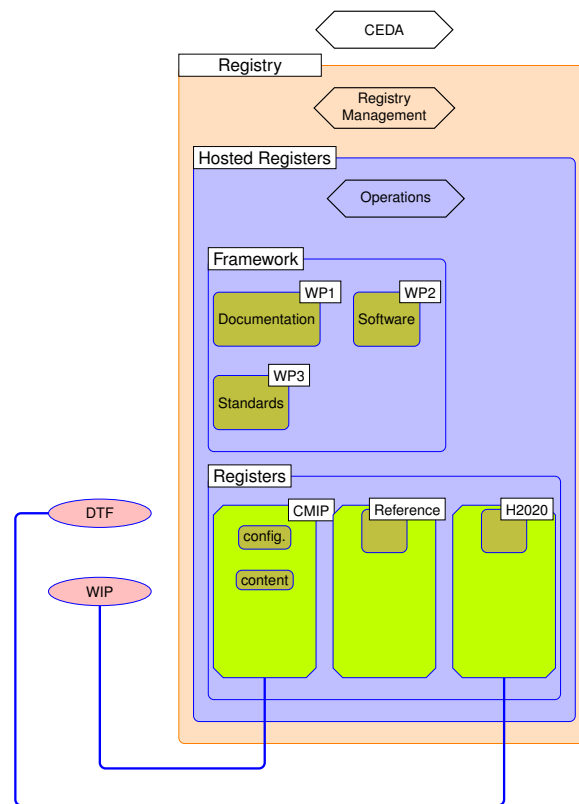 CEDA
Registry
Registry
Management
Hosted Registers
Operations
Framework
WP1
WP2
Documentation
Software
WP3
Standards
Registers
CMIP
Reference
H2020
DTF
config.
content
WIP